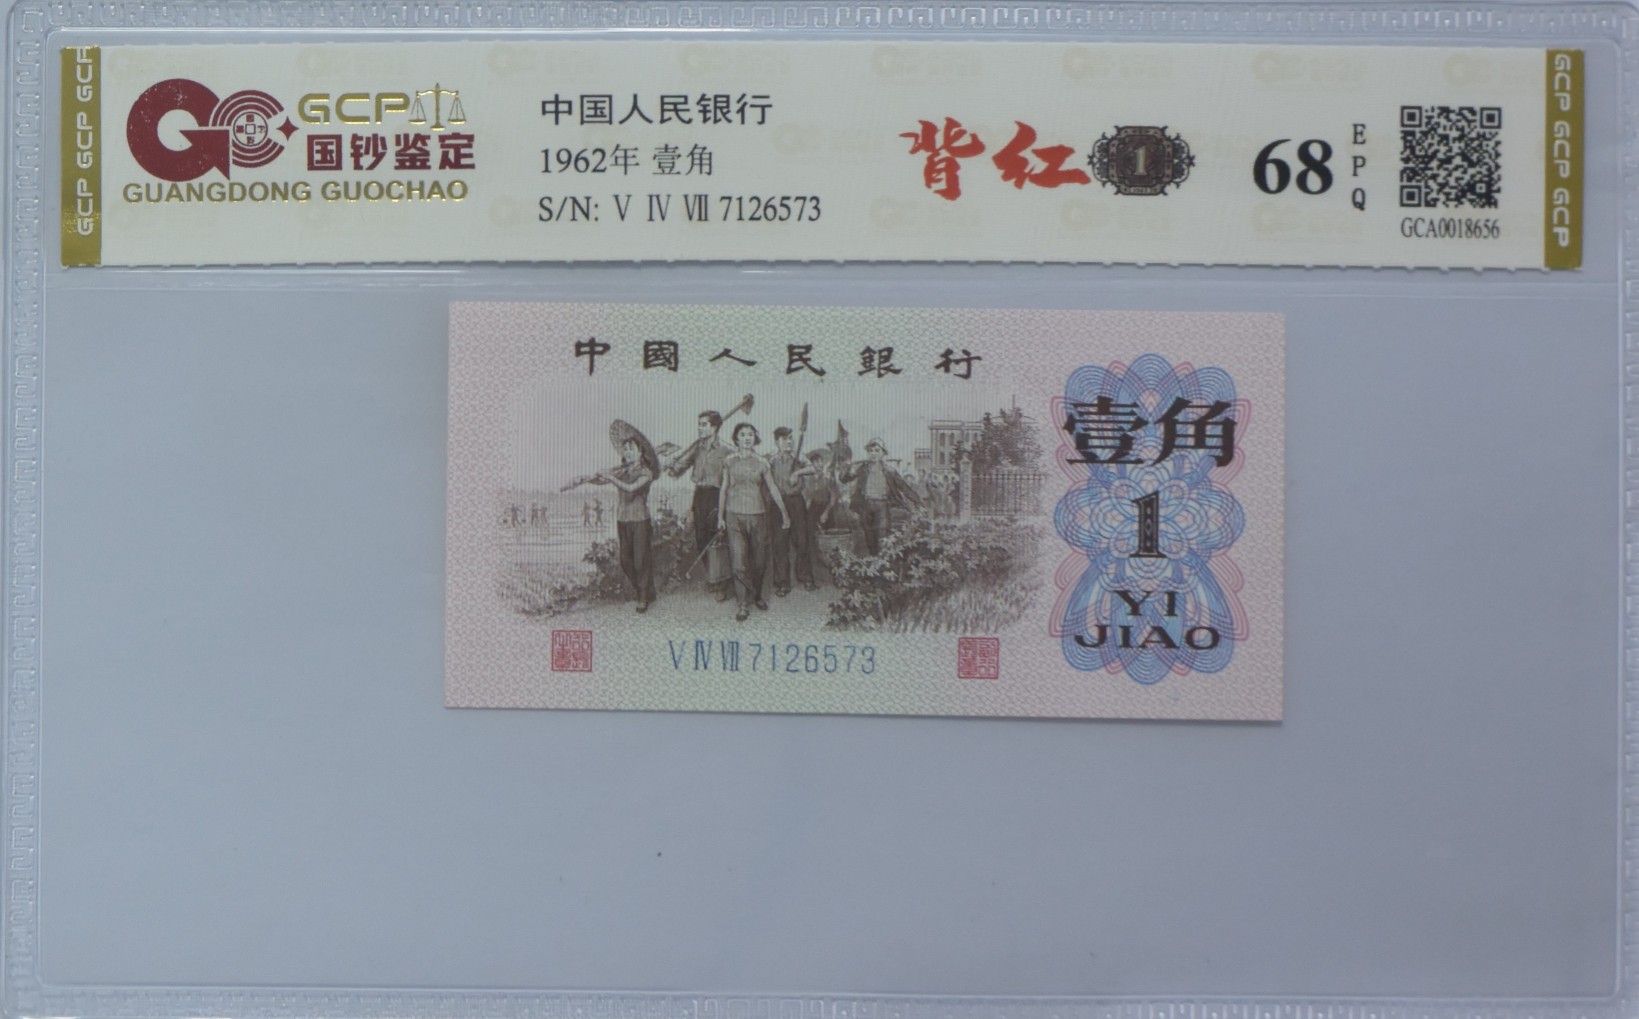 GCP GCP GCP
GCP
国钞鉴定
GUANGDONG GUOCHAO
中国人民银行
1962年 壹角
S/N: Ⅴ Ⅳ Ⅶ 7126573
背红
1
68
EPQ
GCA0018656
GCP GCP GCP
中國人民銀行
壹角
1
YI
JIAO
Ⅴ Ⅳ Ⅶ 7126573